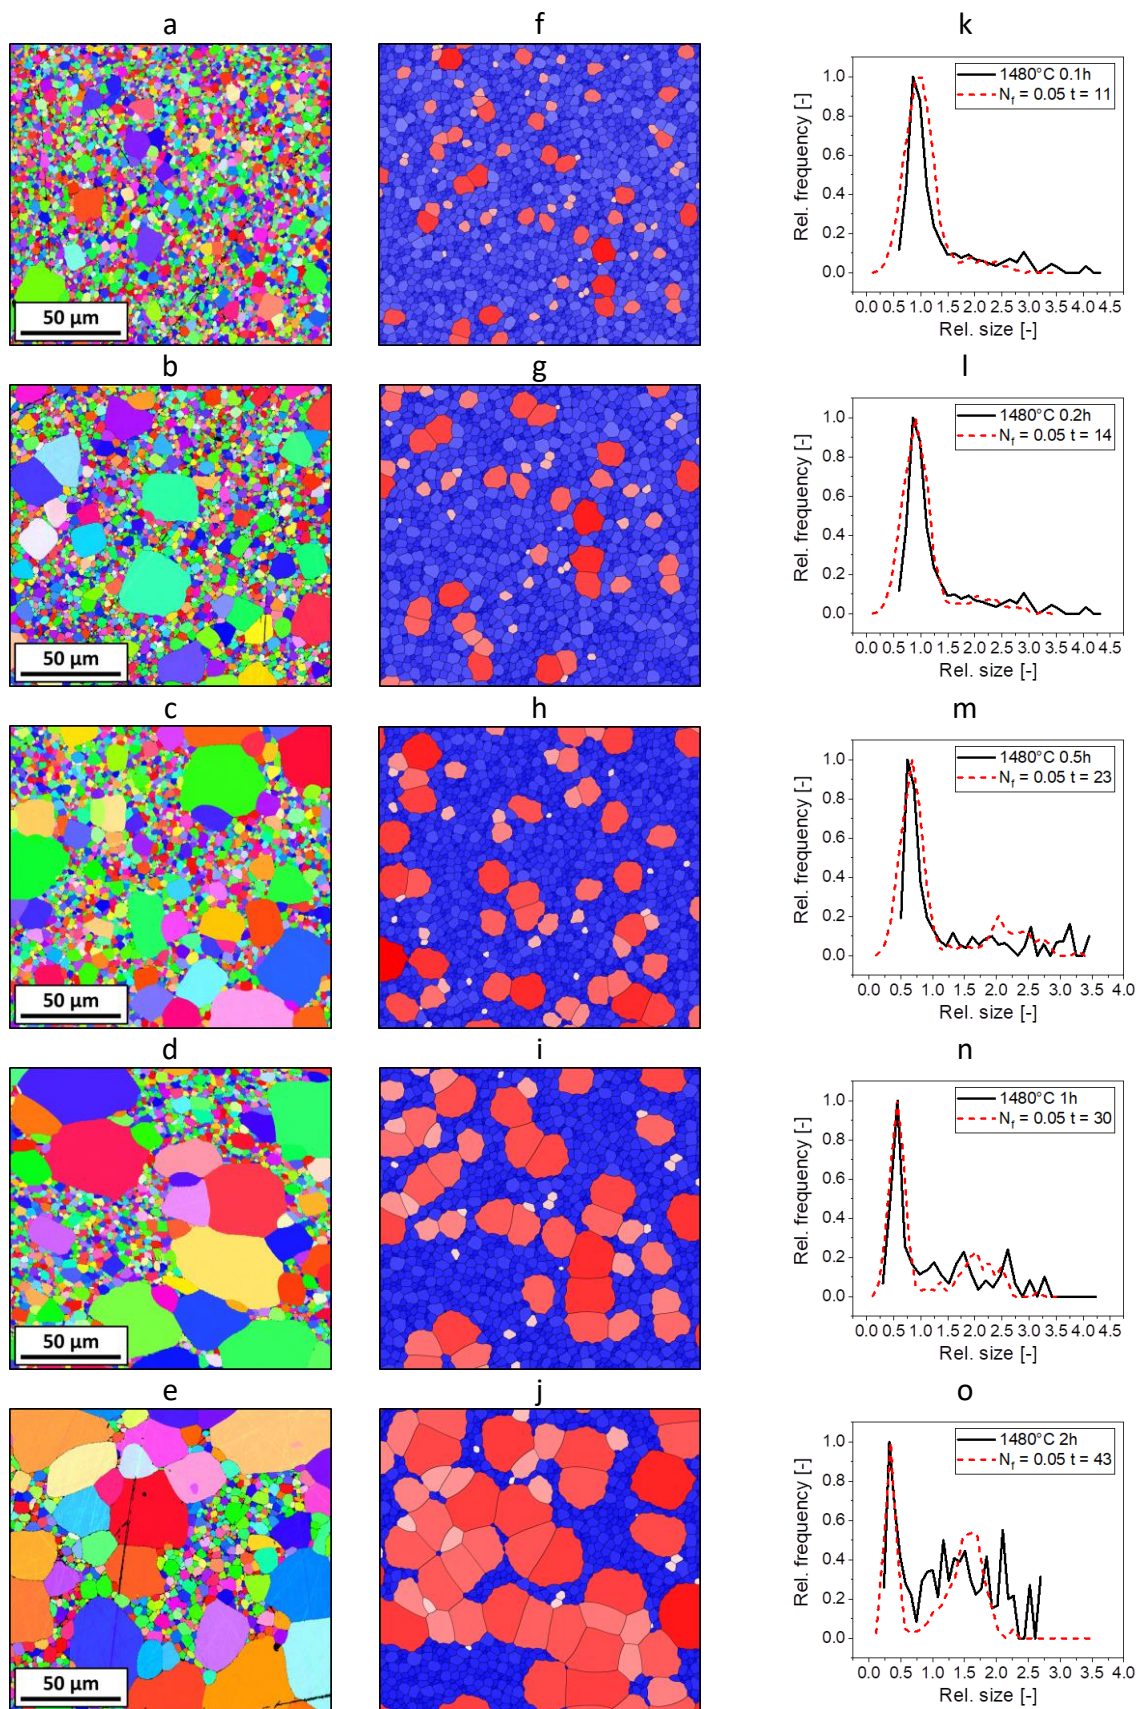 a
f
k
50 µm
1480°C 0.1h
N_f = 0.05 t = 11
Rel. frequency [-]
1.0
0.8
0.6
0.4
0.2
0.0
0.0 0.5 1.0 1.5 2.0 2.5 3.0 3.5 4.0 4.5
Rel. size [-]
b
g
l
50 µm
1480°C 0.2h
N_f = 0.05 t = 14
Rel. frequency [-]
1.0
0.8
0.6
0.4
0.2
0.0
0.0 0.5 1.0 1.5 2.0 2.5 3.0 3.5 4.0 4.5
Rel. size [-]
c
h
m
50 µm
1480°C 0.5h
N_f = 0.05 t = 23
Rel. frequency [-]
1.0
0.8
0.6
0.4
0.2
0.0
0.0 0.5 1.0 1.5 2.0 2.5 3.0 3.5 4.0
Rel. size [-]
d
i
n
50 µm
1480°C 1h
N_f = 0.05 t = 30
Rel. frequency [-]
1.0
0.8
0.6
0.4
0.2
0.0
0.0 0.5 1.0 1.5 2.0 2.5 3.0 3.5 4.0 4.5
Rel. size [-]
e
j
o
50 µm
1480°C 2h
N_f = 0.05 t = 43
Rel. frequency [-]
1.0
0.8
0.6
0.4
0.2
0.0
0.0 0.5 1.0 1.5 2.0 2.5 3.0 3.5 4.0
Rel. size [-]